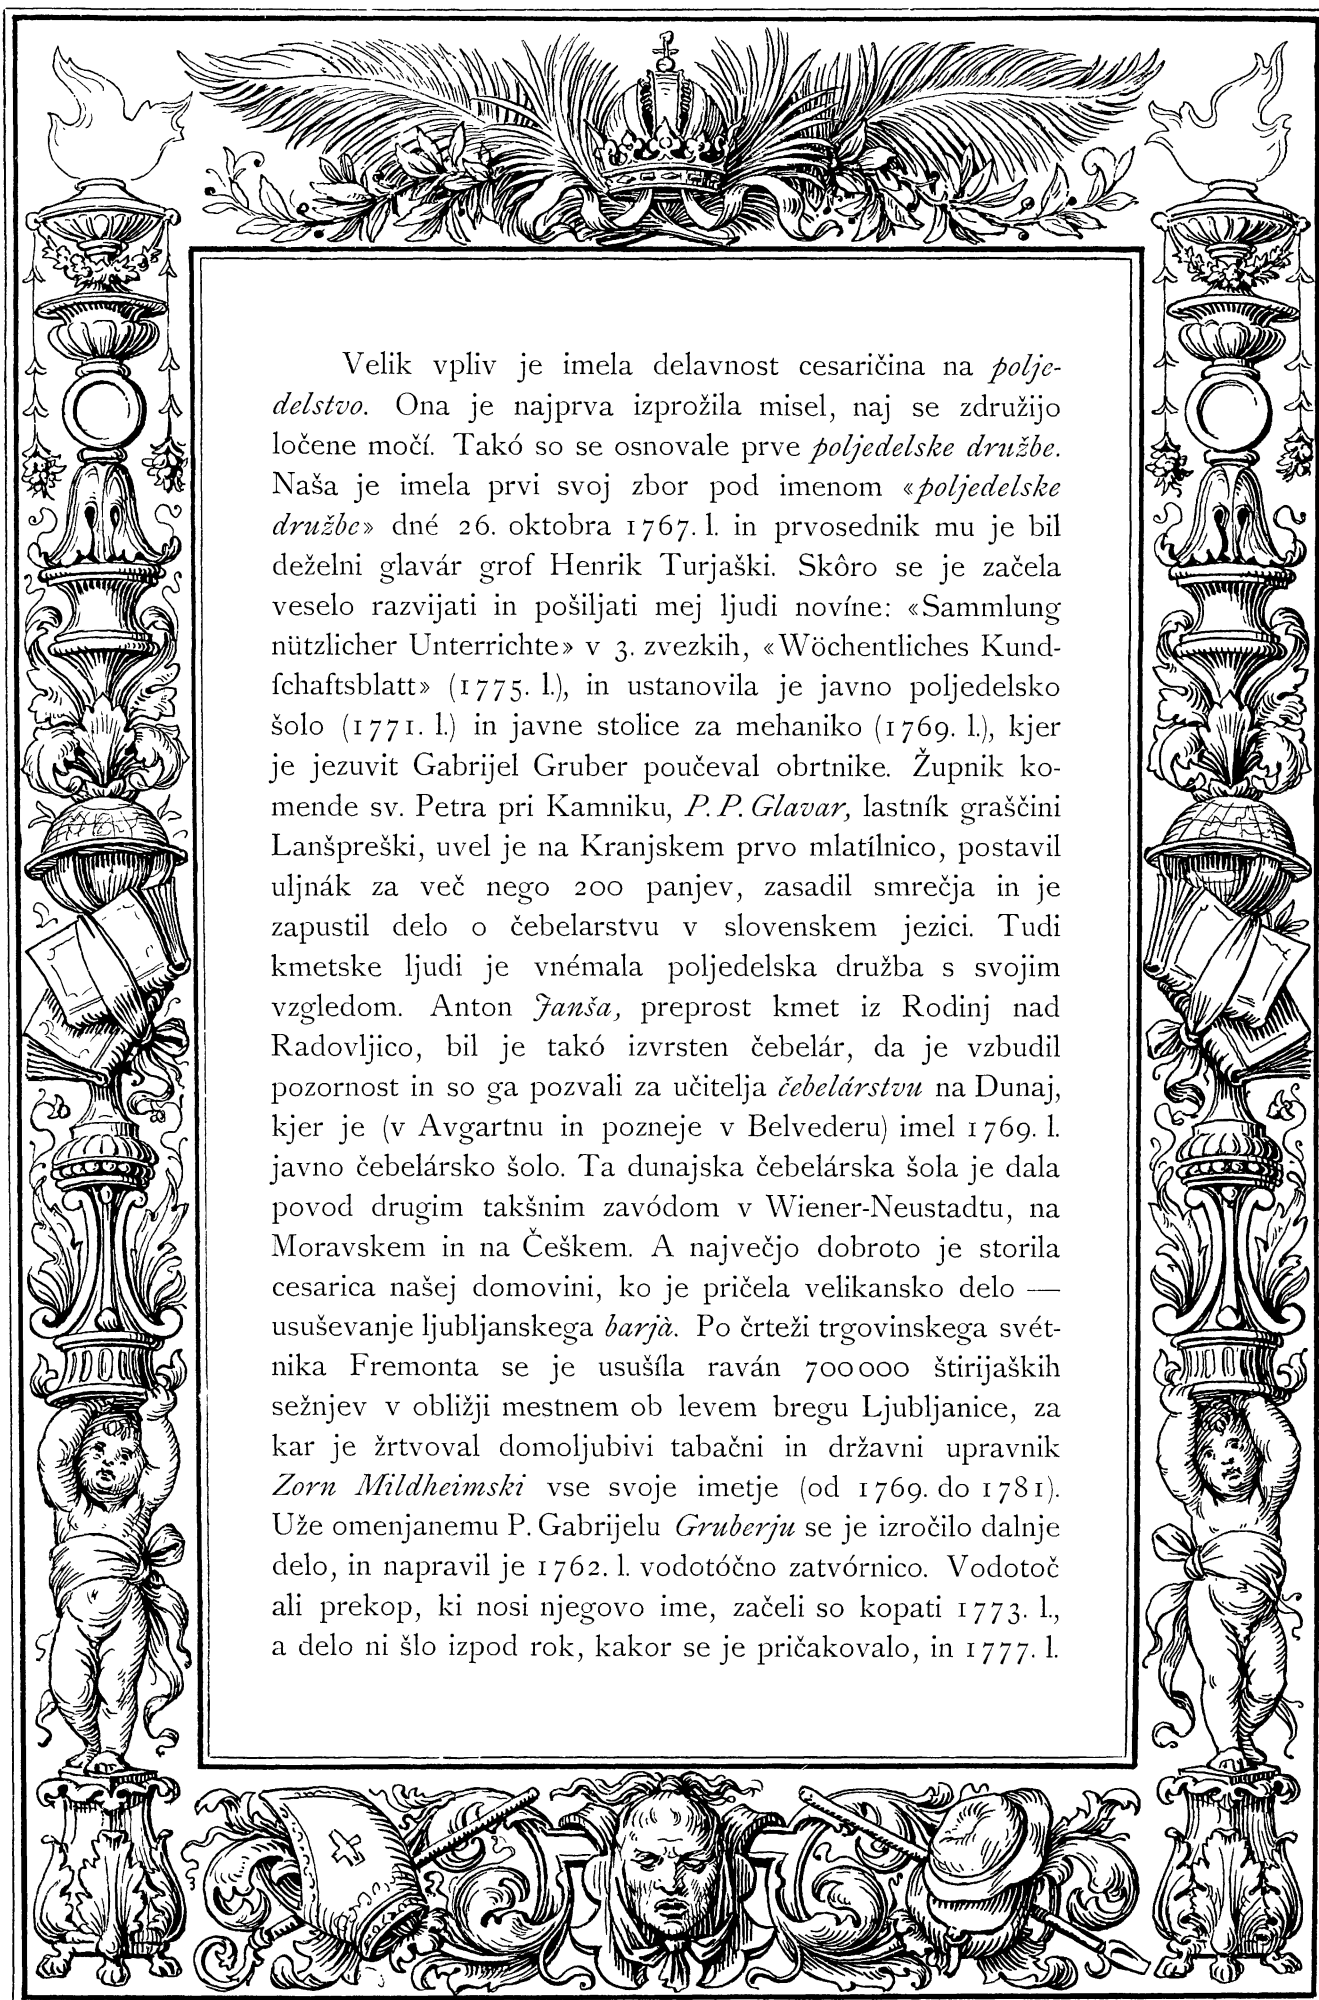 Velik vpliv je imela delavnost cesaričina na polje-
delstvo. Ona je najprva izprožila misel, naj se združijo
ločene močí. Takó so se osnovale prve poljedelske družbe.
Naša je imela prvi svoj zbor pod imenom «poljedelske
družbe» dné 26. oktobra 1767. l. in prvosednik mu je bil
deželni glavár grof Henrik Turjaški. Skôro se je začela
veselo razvijati in pošiljati mej ljudi novíne: «Sammlung
nützlicher Unterrichte» v 3. zvezkih, «Wöchentliches Kund-
ſchaftsblatt» (1775. l.), in ustanovila je javno poljedelsko
šolo (1771. l.) in javne stolice za mehaniko (1769. l.), kjer
je jezuvit Gabrijel Gruber poučeval obrtnike. Župnik ko-
mende sv. Petra pri Kamniku, P. P. Glavar, lastník graščini
Lanšpreški, uvel je na Kranjskem prvo mlatílnico, postavil
uljnák za več nego 200 panjev, zasadil smrečja in je
zapustil delo o čebelarstvu v slovenskem jezici. Tudi
kmetske ljudi je vnémala poljedelska družba s svojim
vzgledom. Anton Janša, preprost kmet iz Rodinj nad
Radovljico, bil je takó izvrsten čebelár, da je vzbudil
pozornost in so ga pozvali za učitelja čebelárstvu na Dunaj,
kjer je (v Avgartnu in pozneje v Belvederu) imel 1769. l.
javno čebelársko šolo. Ta dunajska čebelárska šola je dala
povod drugim takšnim zavódom v Wiener-Neustadtu, na
Moravskem in na Češkem. A največjo dobroto je storila
cesarica našej domovini, ko je pričela velikansko delo —
usuševanje ljubljanskega barjà. Po črteži trgovinskega svét-
nika Fremonta se je usušíla raván 700000 štirijaških
sežnjev v obližji mestnem ob levem bregu Ljubljanice, za
kar je žrtvoval domoljubivi tabačni in državni upravnik
Zorn Mildheimski vse svoje imetje (od 1769. do 1781).
Uže omenjanemu P. Gabrijelu Gruberju se je izročilo dalnje
delo, in napravil je 1762. l. vodotóčno zatvórnico. Vodotoč
ali prekop, ki nosi njegovo ime, začeli so kopati 1773. l.,
a delo ni šlo izpod rok, kakor se je pričakovalo, in 1777. l.